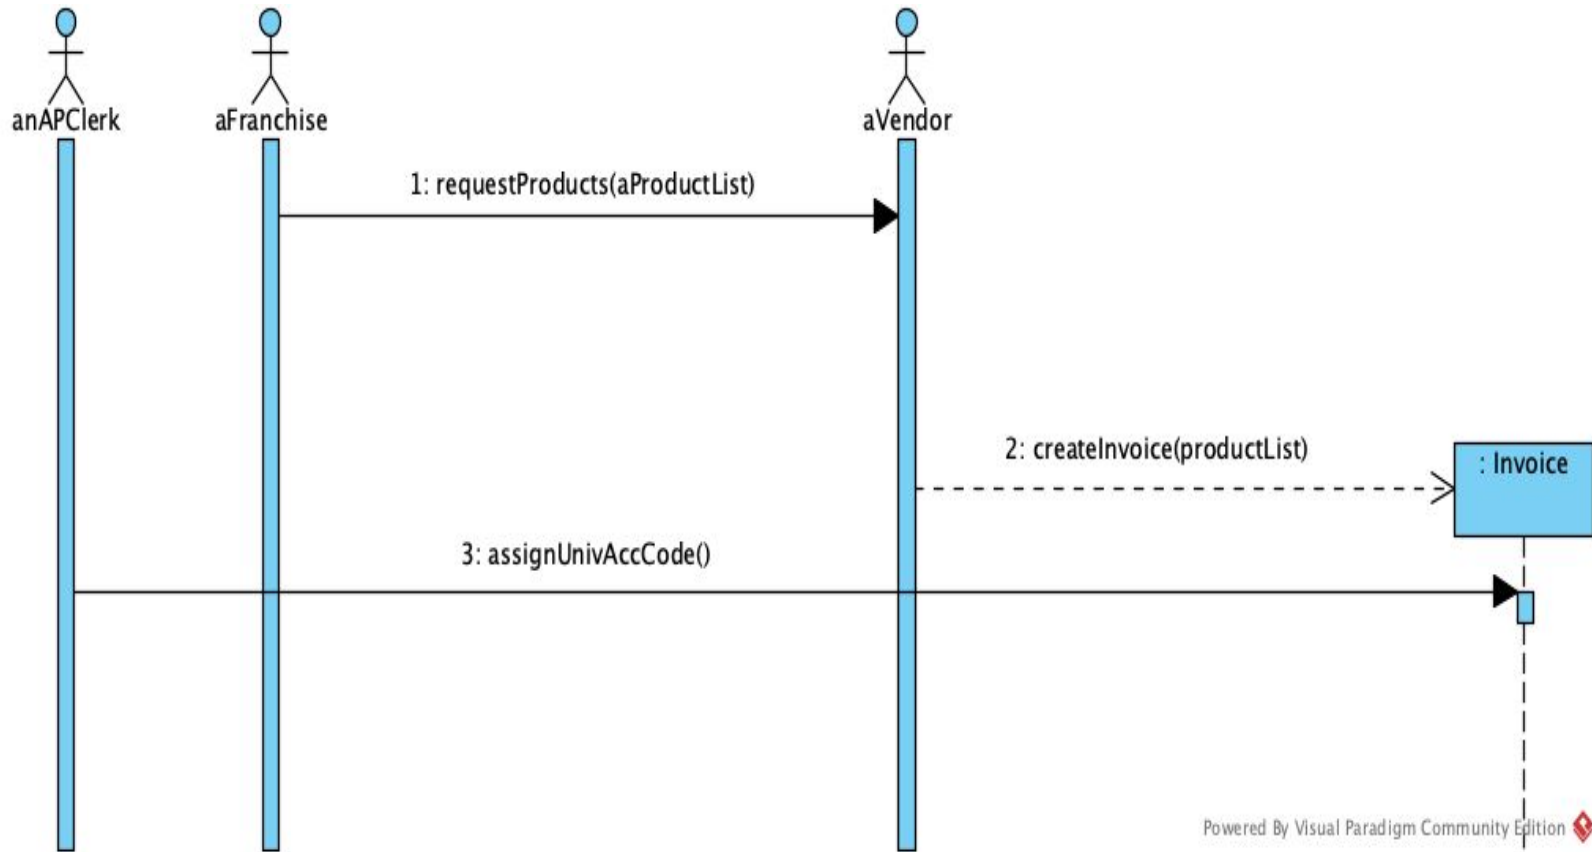 anAPClerk
aFranchise
aVendor
1: requestProducts(aProductList)
2: createInvoice(productList)
: Invoice
3: assignUnivAccCode()
Powered By Visual Paradigm Community Edition